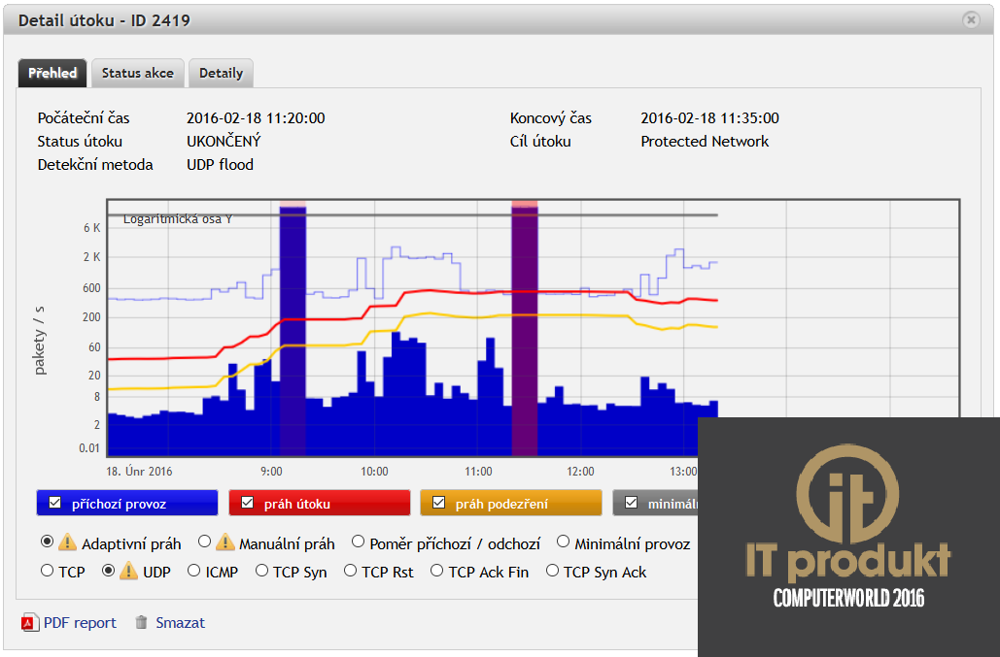 Detail útoku - ID 2419
Přehled Status akce Detaily
Počáteční čas 2016-02-18 11:20:00 Koncový čas 2016-02-18 11:35:00
Status útoku UKONČENÝ Cíl útoku Protected Network
Detekční metoda UDP flood
Logaritmická osa Y
6 K
2 K
600
200
60
20
8
2
0.01
pakety / s
18. Únr 2016 9:00 10:00 11:00 12:00 13:00
příchozí provoz práh útoku práh podezření
Adaptivní práh Manuální práh Poměr příchozí / odchozí Minimální provoz
TCP UDP ICMP TCP Syn TCP Rst TCP Ack Fin TCP Syn Ack
PDF report Smazat
it
IT produkt
COMPUTERWORLD 2016